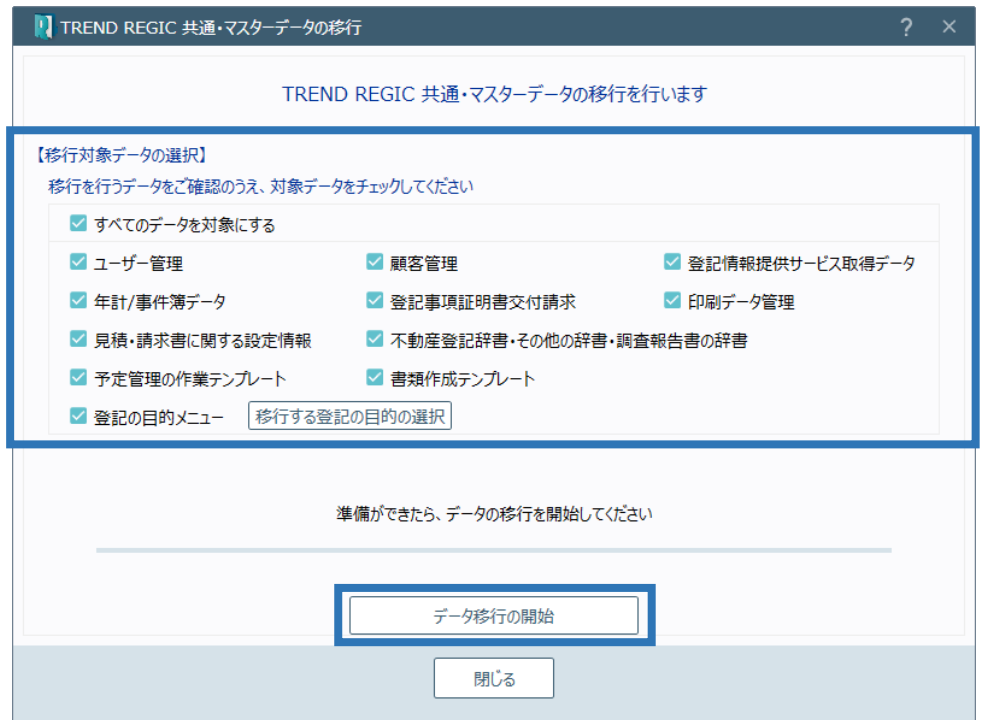 TREND REGIC 共通・マスターデータの移行 ? ×
TREND REGIC 共通・マスターデータの移行を行います
【移行対象データの選択】
移行を行うデータをご確認のうえ、対象データをチェックしてください
すべてのデータを対象にする
ユーザー管理 顧客管理 登記情報提供サービス取得データ
年計/事件簿データ 登記事項証明書交付請求 印刷データ管理
見積・請求書に関する設定情報 不動産登記辞書・その他の辞書・調査報告書の辞書
予定管理の作業テンプレート 書類作成テンプレート
登記の目的メニュー 移行する登記の目的の選択
準備ができたら、データの移行を開始してください
データ移行の開始
閉じる